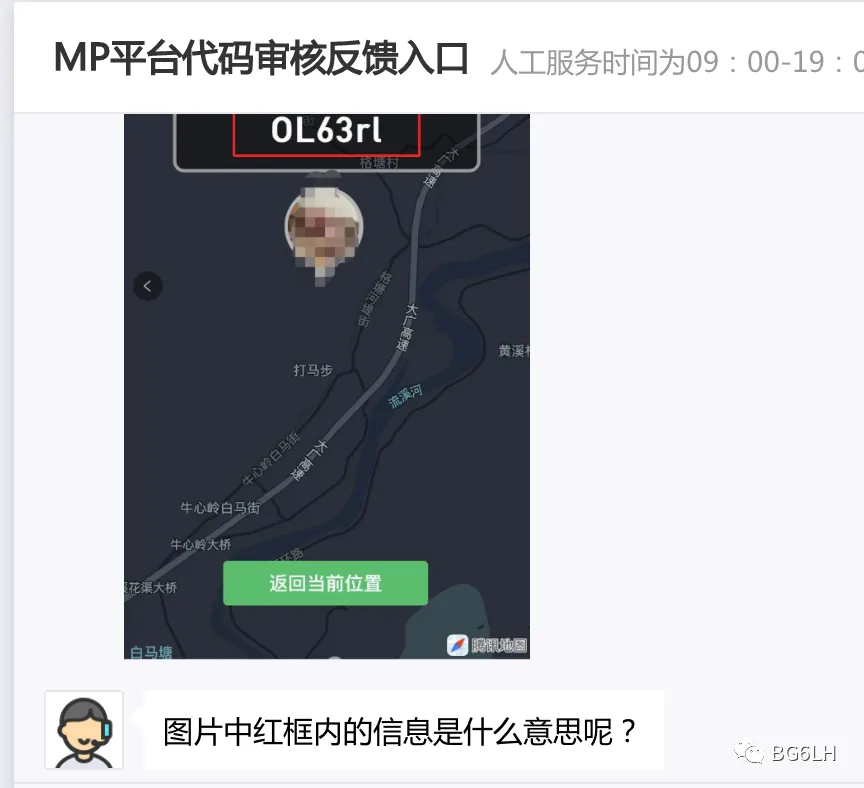 MP平台代码审核反馈入口 人工服务时间为09：00-19：0
OL63rl
格塘村
大广高速
格塘河堤街
大广高速
黄溪村
打马步
流溪河
大广高速
牛心岭白马街
牛心岭白马街
牛心岭大桥
环路
花渠大桥
返回当前位置
白马塘
腾讯地图
图片中红框内的信息是什么意思呢？
BG6LH